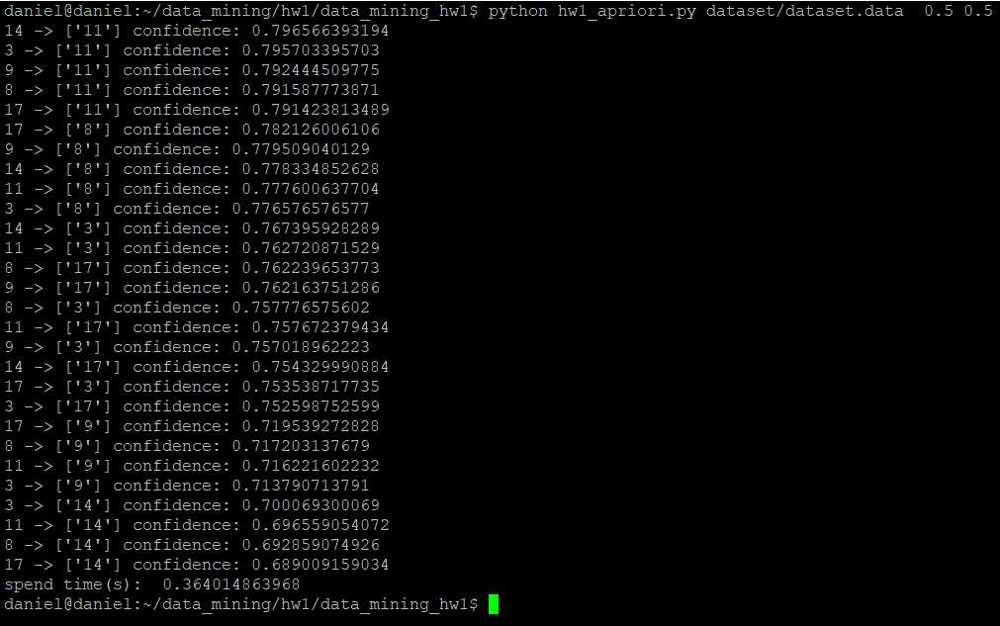 daniel@daniel:~/data_mining/hw1/data_mining_hw1$ python hw1_apriori.py dataset/dataset.data  0.5 0.5
14 -> ['11'] confidence: 0.796566393194
3 -> ['11'] confidence: 0.795703395703
9 -> ['11'] confidence: 0.792444509775
8 -> ['11'] confidence: 0.791587773871
17 -> ['11'] confidence: 0.791423813489
17 -> ['8'] confidence: 0.782126006106
9 -> ['8'] confidence: 0.779509040129
14 -> ['8'] confidence: 0.778334852628
11 -> ['8'] confidence: 0.777600637704
3 -> ['8'] confidence: 0.776576576577
14 -> ['3'] confidence: 0.767395928289
11 -> ['3'] confidence: 0.762720871529
8 -> ['17'] confidence: 0.762239653773
9 -> ['17'] confidence: 0.762163751286
8 -> ['3'] confidence: 0.757776575602
11 -> ['17'] confidence: 0.757672379434
9 -> ['3'] confidence: 0.757018962223
14 -> ['17'] confidence: 0.754329990884
17 -> ['3'] confidence: 0.753538717735
3 -> ['17'] confidence: 0.752598752599
17 -> ['9'] confidence: 0.719539272828
8 -> ['9'] confidence: 0.717203137679
11 -> ['9'] confidence: 0.716221602232
3 -> ['9'] confidence: 0.713790713791
3 -> ['14'] confidence: 0.700069300069
11 -> ['14'] confidence: 0.696559054072
8 -> ['14'] confidence: 0.692859074926
17 -> ['14'] confidence: 0.689009159034
spend time(s):  0.364014863968
daniel@daniel:~/data_mining/hw1/data_mining_hw1$